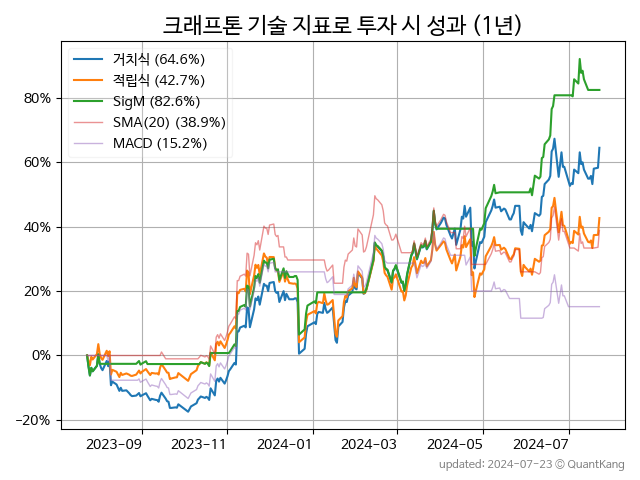 크래프톤 기술 지표로 투자 시 성과 (1년)
거치식 (64.6%)
적립식 (42.7%)
SigM (82.6%)
SMA(20) (38.9%)
MACD (15.2%)
80%
60%
40%
20%
0%
−20%
2023-09 2023-11 2024-01 2024-03 2024-05 2024-07
updated: 2024-07-23 © QuantKang